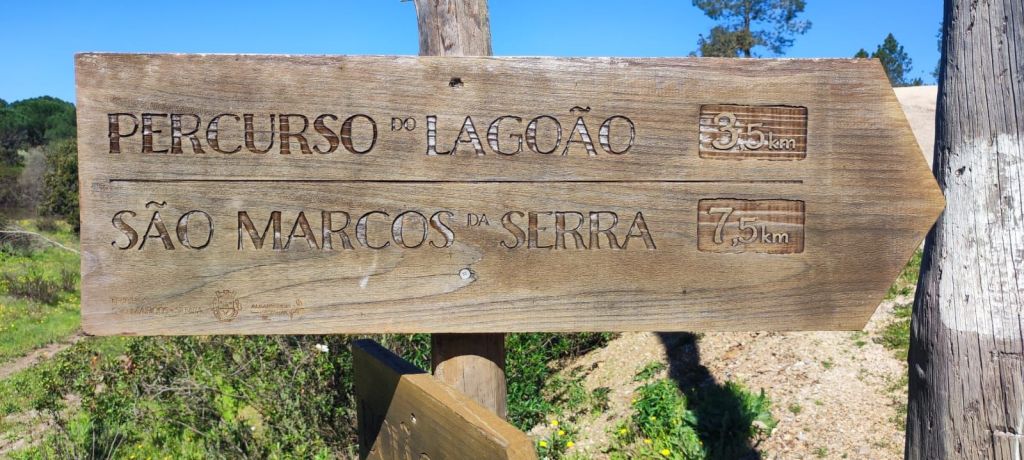 PERCURSO DO LAGOÃO 3,5 km
SÃO MARCOS DA SERRA 7,5 km